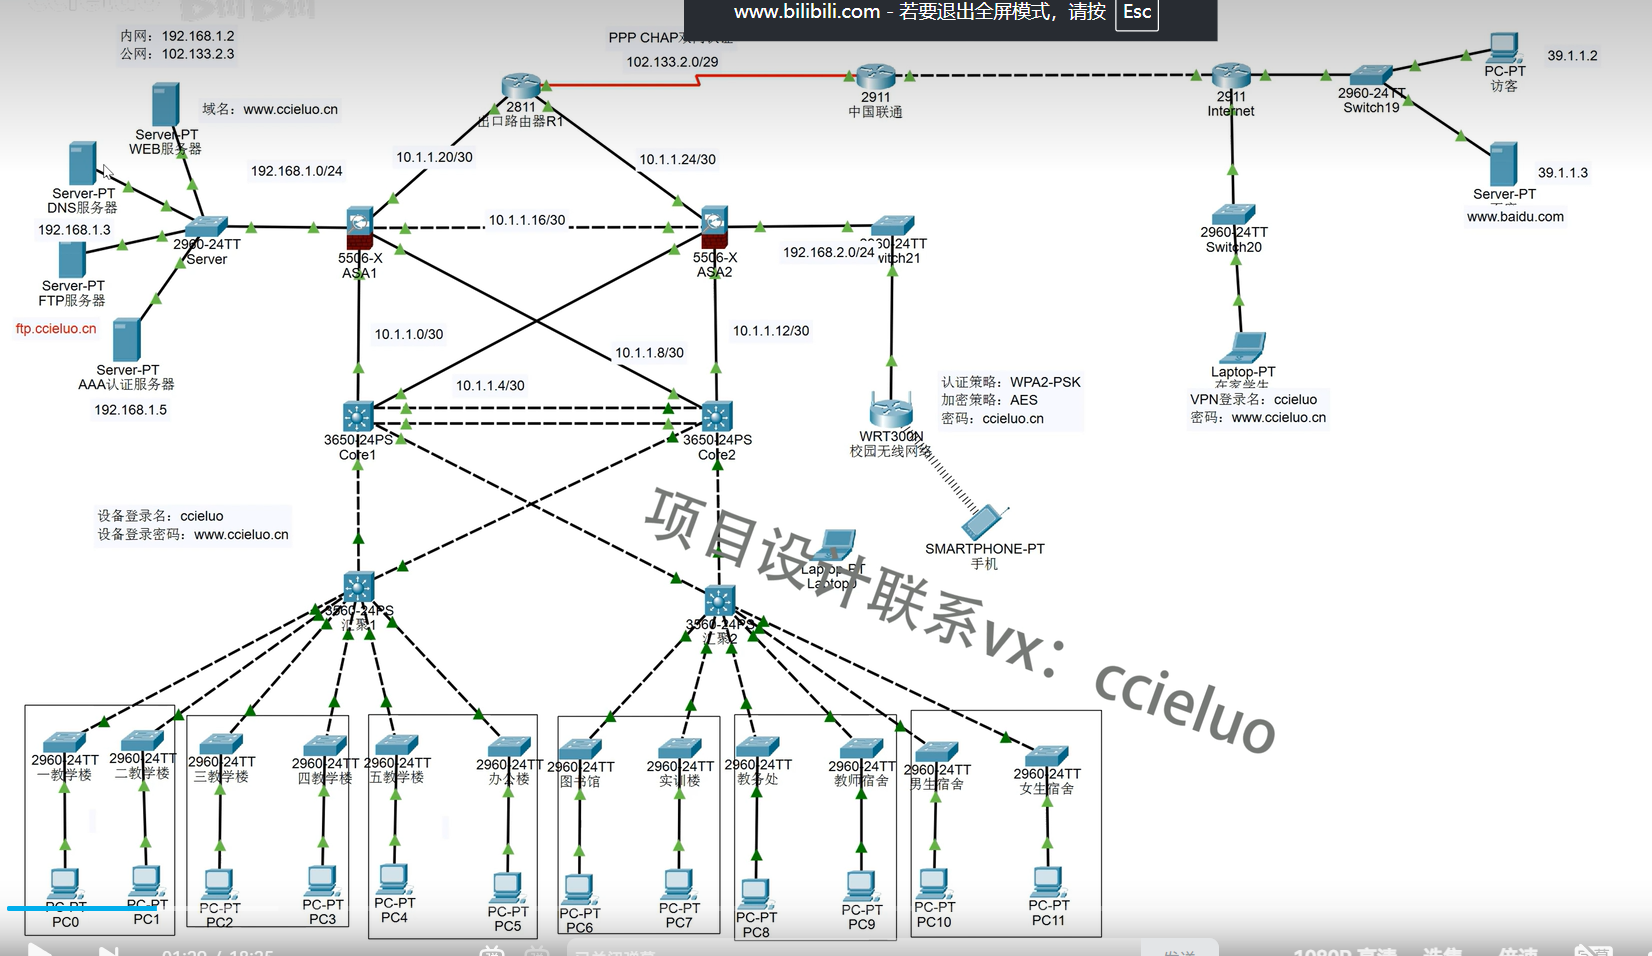 www.bilibili.com - 若要退出全屏模式，请按 Esc
内网：192.168.1.2
公网：102.133.2.3
PPP CHAP双向认证
102.133.2.0/29
域名：www.ccieluo.cn
Server-PT
WEB服务器
Server-PT
DNS服务器
192.168.1.3
Server-PT
FTP服务器
ftp.ccieluo.cn
Server-PT
AAA认证服务器
192.168.1.5
2960-24TT
Server
192.168.1.0/24
2811
出口路由器R1
2911
中国联通
2911
Internet
2960-24TT
Switch19
PC-PT
访客
39.1.1.2
Server-PT
39.1.1.3
www.baidu.com
10.1.1.20/30
10.1.1.24/30
10.1.1.16/30
5506-X
ASA1
5506-X
ASA2
192.168.2.0/24
2960-24TT
Switch20
Laptop-PT
在家学生
VPN登录名：ccieluo
密码：www.ccieluo.cn
10.1.1.0/30
10.1.1.12/30
10.1.1.8/30
10.1.1.4/30
3650-24PS
Core1
3650-24PS
Core2
认证策略：WPA2-PSK
加密策略：AES
密码：ccieluo.cn
WRT300N
校园无线网络
SMARTPHONE-PT
手机
Laptop-PT
Laptop0
设备登录名：ccieluo
设备登录密码：www.ccieluo.cn
项目设计联系vx：ccieluo
3560-24PS
汇聚1
3560-24PS
汇聚2
2960-24TT
一教学楼
2960-24TT
二教学楼
2960-24TT
三教学楼
2960-24TT
四教学楼
2960-24TT
五教学楼
2960-24TT
办公楼
2960-24TT
图书馆
2960-24TT
实训楼
2960-24TT
教务处
2960-24TT
教师宿舍
2960-24TT
男生宿舍
2960-24TT
女生宿舍
PC-PT
PC0
PC-PT
PC1
PC-PT
PC2
PC-PT
PC3
PC-PT
PC4
PC-PT
PC5
PC-PT
PC6
PC-PT
PC7
PC-PT
PC8
PC-PT
PC9
PC-PT
PC10
PC-PT
PC11